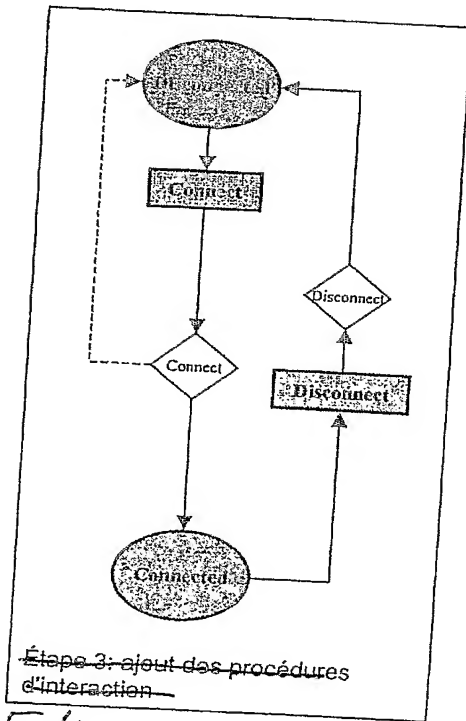 Disconnected
Connect
Disconnect
Connect
Disconnect
Connected
Étape 3: ajout des procédures
d'interaction